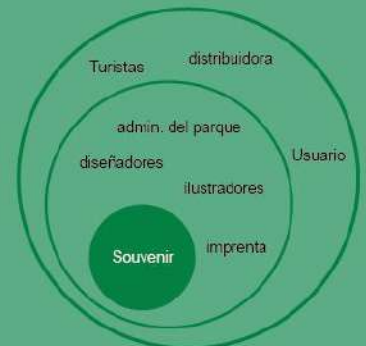 Turistas
distribuidora
admin. del parque
diseñadores
Usuario
ilustradores
imprenta
Souvenir